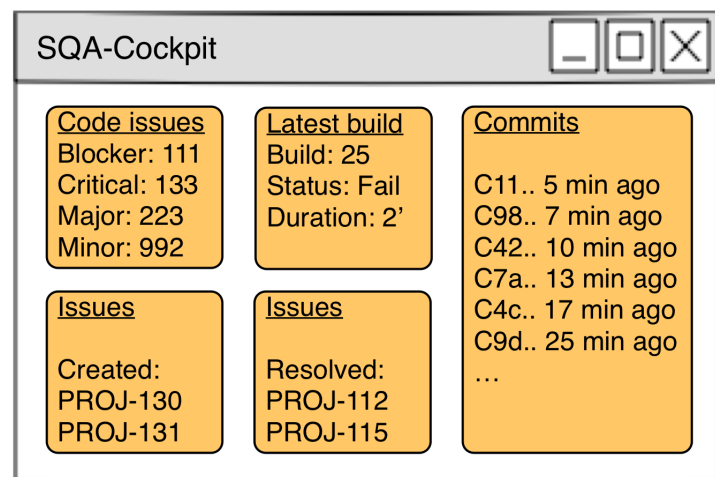 SQA-Cockpit
Code issues
Blocker: 111
Critical: 133
Major: 223
Minor: 992
Latest build
Build: 25
Status: Fail
Duration: 2’
Commits
C11.. 5 min ago
C98.. 7 min ago
C42.. 10 min ago
C7a.. 13 min ago
C4c.. 17 min ago
C9d.. 25 min ago
…
Issues
Created:
PROJ-130
PROJ-131
Issues
Resolved:
PROJ-112
PROJ-115